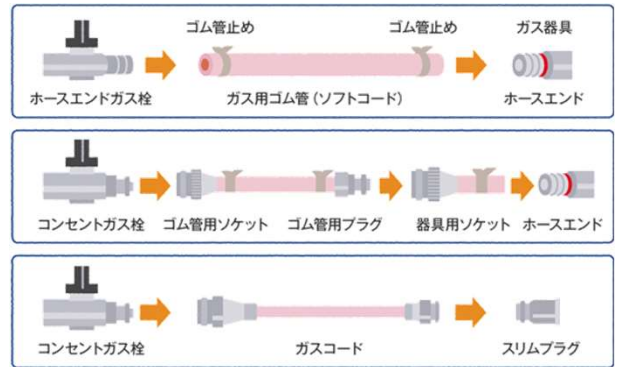 ゴム管止め ゴム管止め ガス器具
ホースエンドガス栓 ガス用ゴム管(ソフトコード) ホースエンド
コンセントガス栓 ゴム管用ソケット ゴム管用プラグ 器具用ソケット ホースエンド
コンセントガス栓 ガスコード スリムプラグ